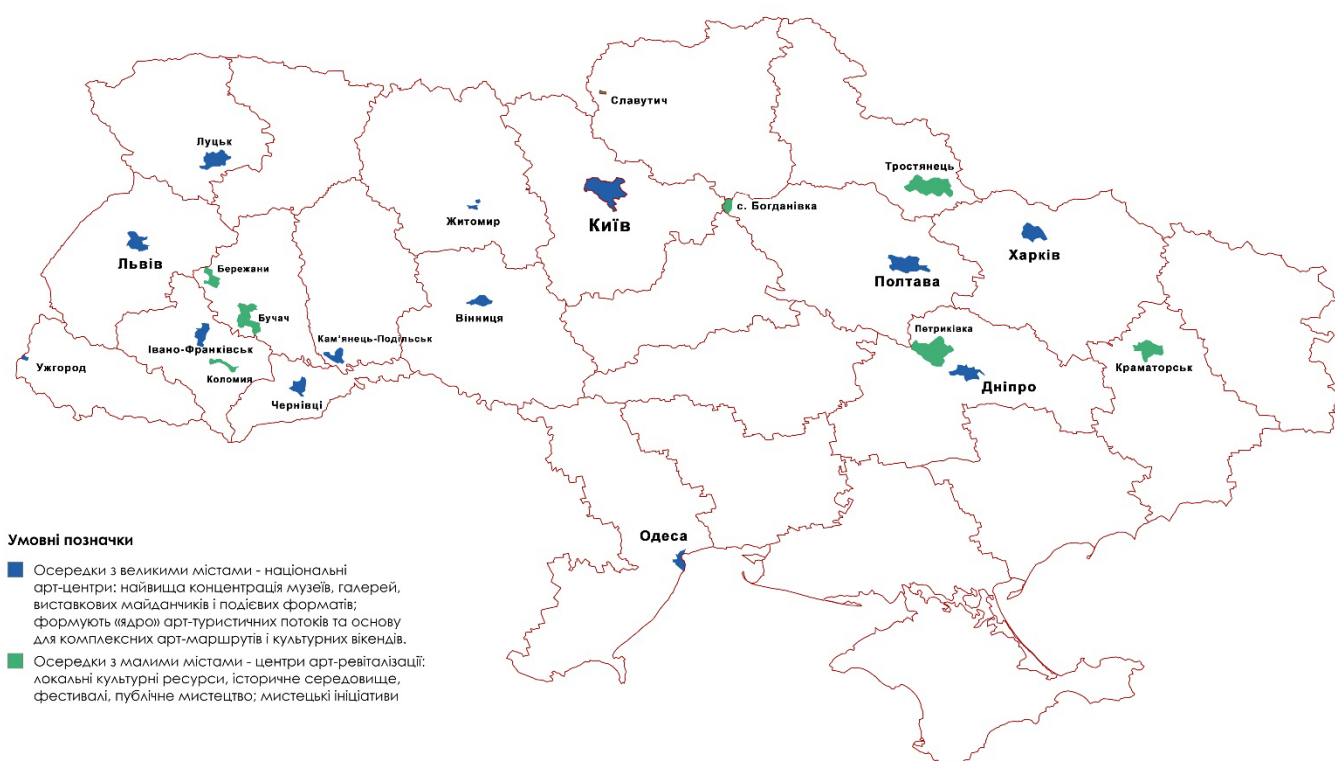 Славутич
Луцьк
Тростянець
Житомир
Київ
с. Богданівка
Львів
Харків
Бережани
Полтава
Бучач
Вінниця
Петриківка
Кам'янець-Подільськ
Івано-Франківськ
Ужгород
Коломия
Краматорськ
Дніпро
Чернівці
Одеса
Умовні позначки
Осередки з великими містами - національні
арт-центри: найвища концентрація музеїв, галерей,
виставкових майданчиків і подієвих форматів;
формують «ядро» арт-туристичних потоків та основу
для комплексних арт-маршрутів і культурних вікендів.
Осередки з малими містами - центри арт-ревіталізації:
локальні культурні ресурси, історичне середовище,
фестивалі, публічне мистецтво; мистецькі ініціативи